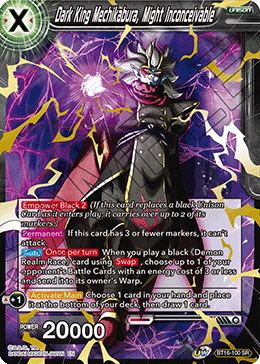 X
Dark King Mechikabura, Might Inconceivable
UNISON
Empower Black 2 (If this card replaces a black Unison
Card as it enters play, it carries over up to 2 of its
markers.)
Permanent If this card has 3 or fewer markers, it can't
attack.
Auto Once per turn When you play a black《Demon
Realm Race》card using Swap, choose up to 1 of your
opponent's Battle Cards with an energy cost of 3 or less
and send it to its owner's Warp.
+1 Activate:Main Choose 1 card in your hand and place
it at the bottom of your deck, then draw 1 card.
POWER 20000
BT16-100 SR